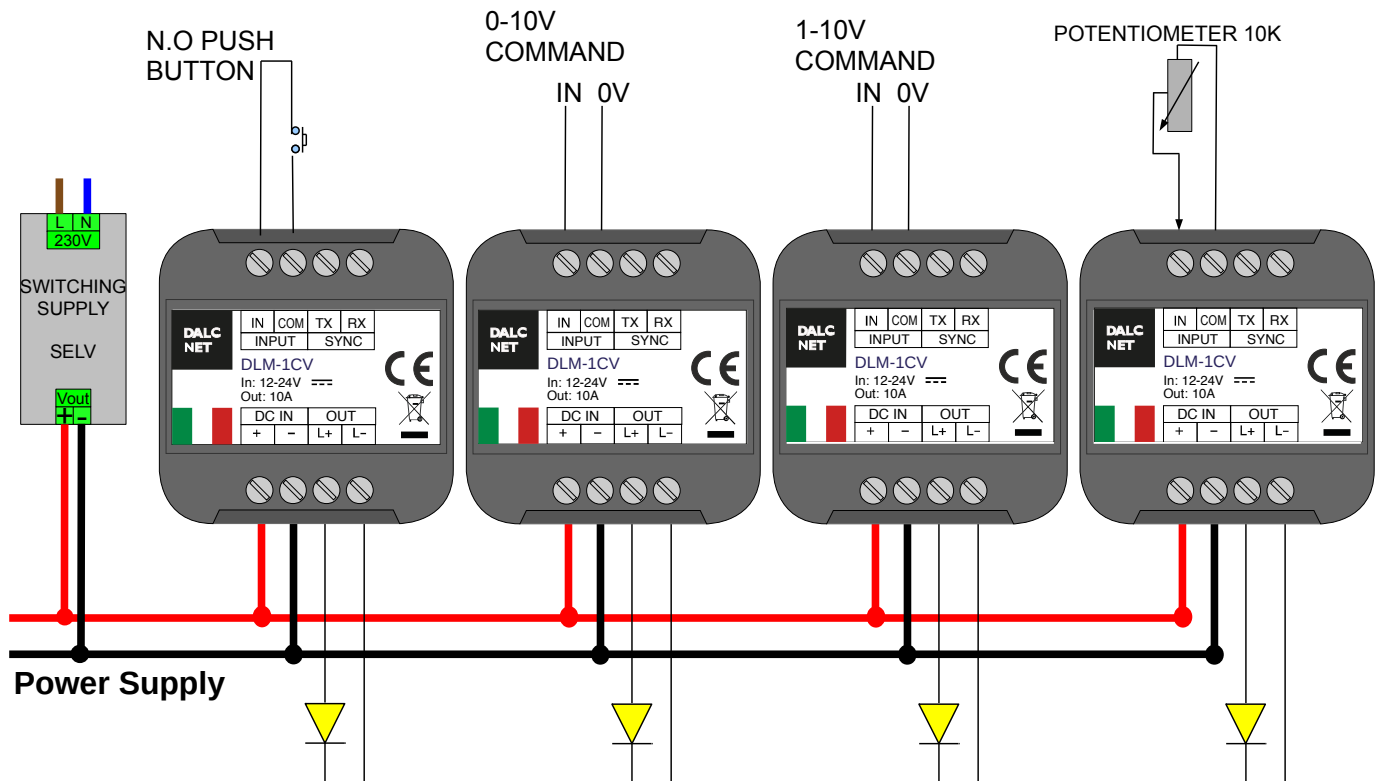 N.O PUSH
BUTTON
0-10V
COMMAND
IN 0V
1-10V
COMMAND
IN 0V
POTENTIOMETER 10K
L N
230V
SWITCHING
SUPPLY
SELV
Vout
+ -
DALC
NET
IN COM TX RX
INPUT SYNC
DLM-1CV
In: 12-24V
Out: 10A
DC IN OUT
+ - L+ L-
CE
DALC
NET
IN COM TX RX
INPUT SYNC
DLM-1CV
In: 12-24V
Out: 10A
DC IN OUT
+ - L+ L-
CE
DALC
NET
IN COM TX RX
INPUT SYNC
DLM-1CV
In: 12-24V
Out: 10A
DC IN OUT
+ - L+ L-
CE
DALC
NET
IN COM TX RX
INPUT SYNC
DLM-1CV
In: 12-24V
Out: 10A
DC IN OUT
+ - L+ L-
CE
Power Supply